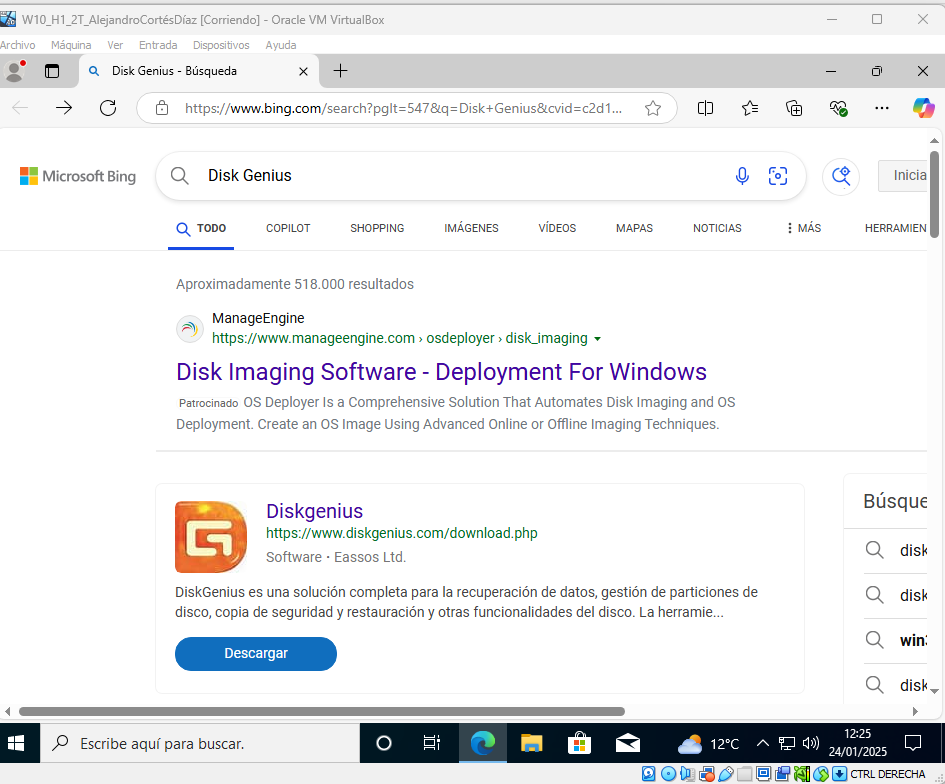 W10_H1_2T_AlejandroCortésDíaz [Corriendo] - Oracle VM VirtualBox
Archivo Máquina Ver Entrada Dispositivos Ayuda
Disk Genius - Búsqueda
https://www.bing.com/search?pglt=547&q=Disk+Genius&cvid=c2d1...
Microsoft Bing
Disk Genius
Inicia
TODO COPILOT SHOPPING IMÁGENES VÍDEOS MAPAS NOTICIAS MÁS HERRAMIEN
Aproximadamente 518.000 resultados
ManageEngine
https://www.manageengine.com › osdeployer › disk_imaging
Disk Imaging Software - Deployment For Windows
Patrocinado OS Deployer Is a Comprehensive Solution That Automates Disk Imaging and OS
Deployment. Create an OS Image Using Advanced Online or Offline Imaging Techniques.
Diskgenius
https://www.diskgenius.com/download.php
Software · Eassos Ltd.
DiskGenius es una solución completa para la recuperación de datos, gestión de particiones de
disco, copia de seguridad y restauración y otras funcionalidades del disco. La herramie...
Descargar
Búsque
disk
disk
win3
disk
Escribe aquí para buscar.
12°C
12:25
24/01/2025
CTRL DERECHA